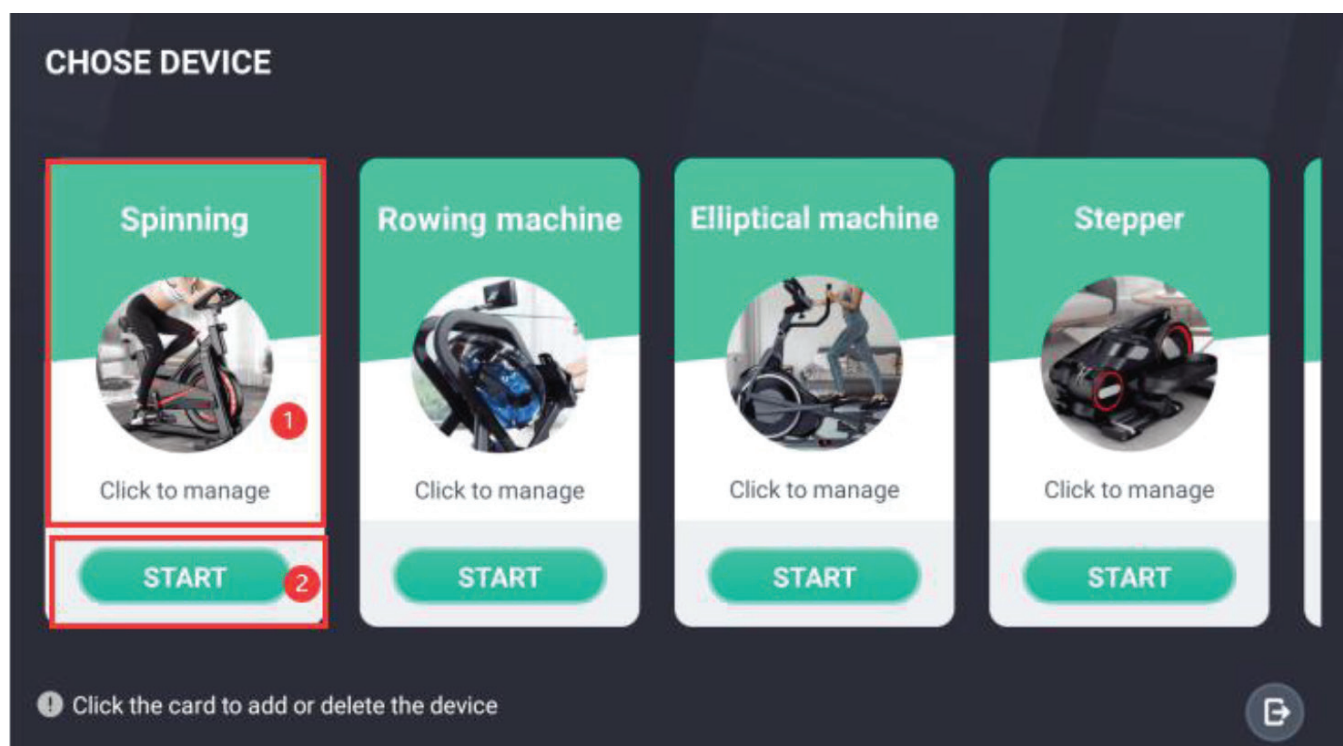 CHOSE DEVICE
Spinning
Rowing machine
Elliptical machine
Stepper
1
Click to manage
Click to manage
Click to manage
Click to manage
START
2
START
START
START
Click the card to add or delete the device